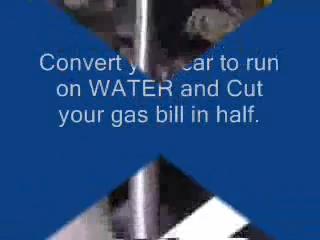 Convert car to run
on WATER and Cut
your gas bill in half.